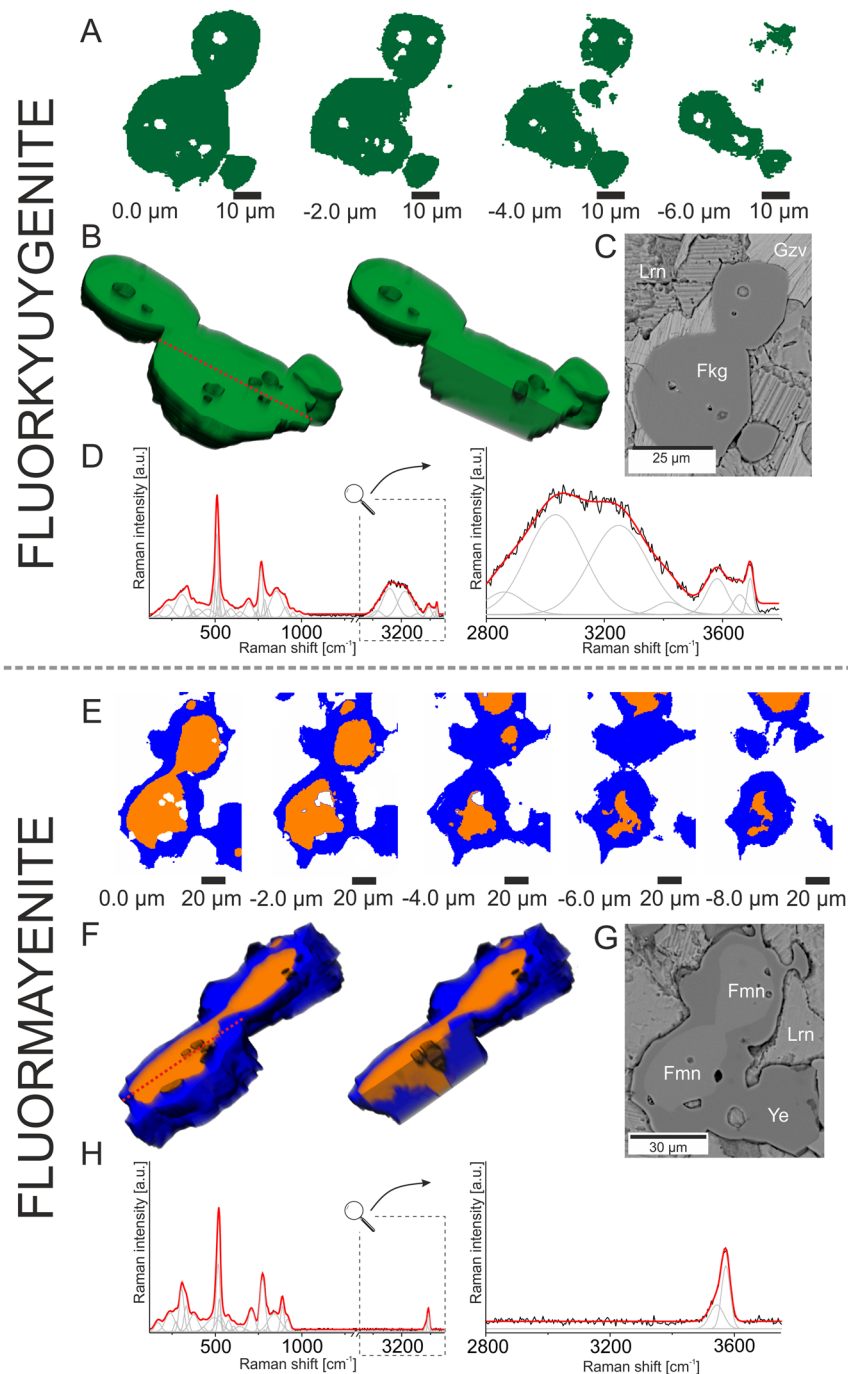 FLUORKYUYGENITE
A
0.0 µm
10 µm
-2.0 µm
10 µm
-4.0 µm
10 µm
-6.0 µm
10 µm
B
C
Gzv
Lrn
Fkg
25 µm
D
Raman intensity [a.u.]
500
1000
3200
Raman shift [cm⁻¹]
Raman intensity [a.u.]
2800
3200
3600
Raman shift [cm⁻¹]
FLUORMAYENITE
E
0.0 µm
20 µm
-2.0 µm
20 µm
-4.0 µm
20 µm
-6.0 µm
20 µm
-8.0 µm
20 µm
F
G
Fmn
Lrn
Fmn
Ye
30 µm
H
Raman intensity [a.u.]
500
1000
3200
Raman shift [cm⁻¹]
Raman intensity [a.u.]
2800
3200
3600
Raman shift [cm⁻¹]